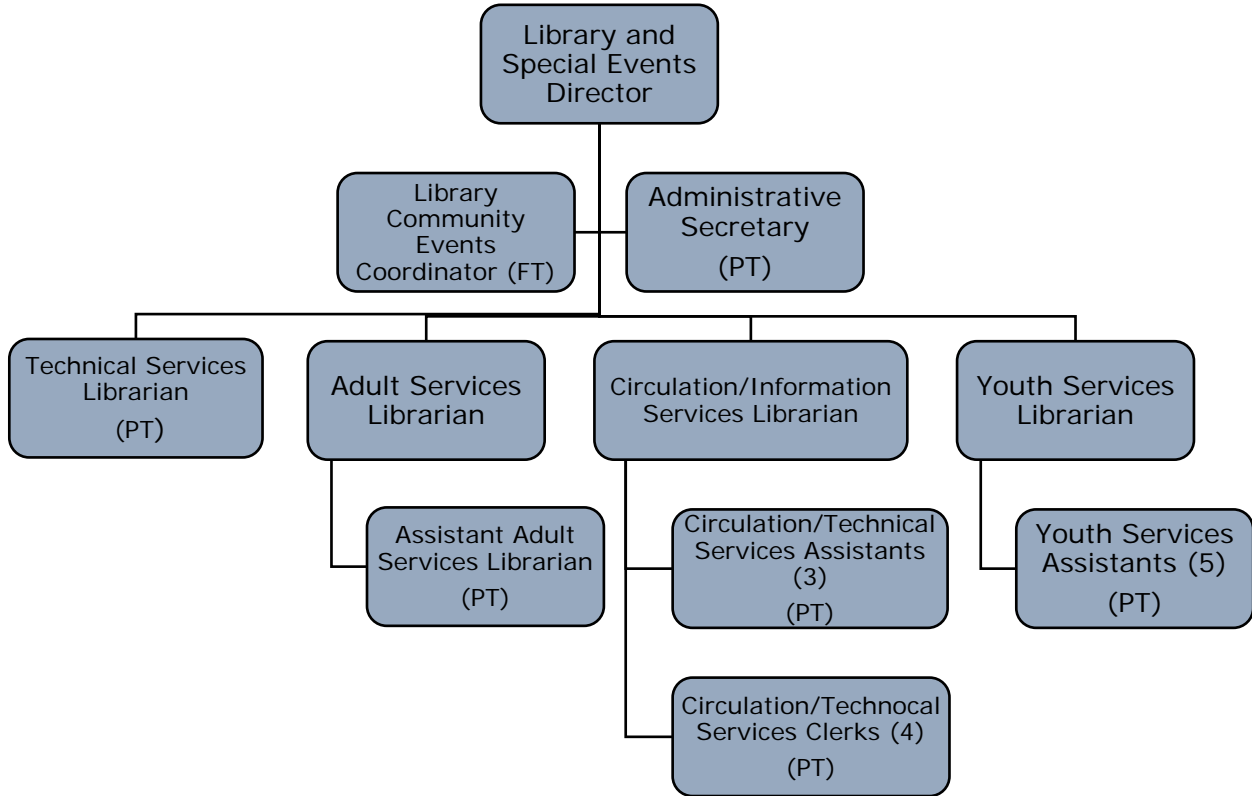 Library and
Special Events
Director
Library
Community
Events
Coordinator (FT)
Administrative
Secretary
(PT)
Technical Services
Librarian
(PT)
Adult Services
Librarian
Circulation/Information
Services Librarian
Youth Services
Librarian
Assistant Adult
Services Librarian
(PT)
Circulation/Technical
Services Assistants
(3)
(PT)
Youth Services
Assistants (5)
(PT)
Circulation/Technocal
Services Clerks (4)
(PT)